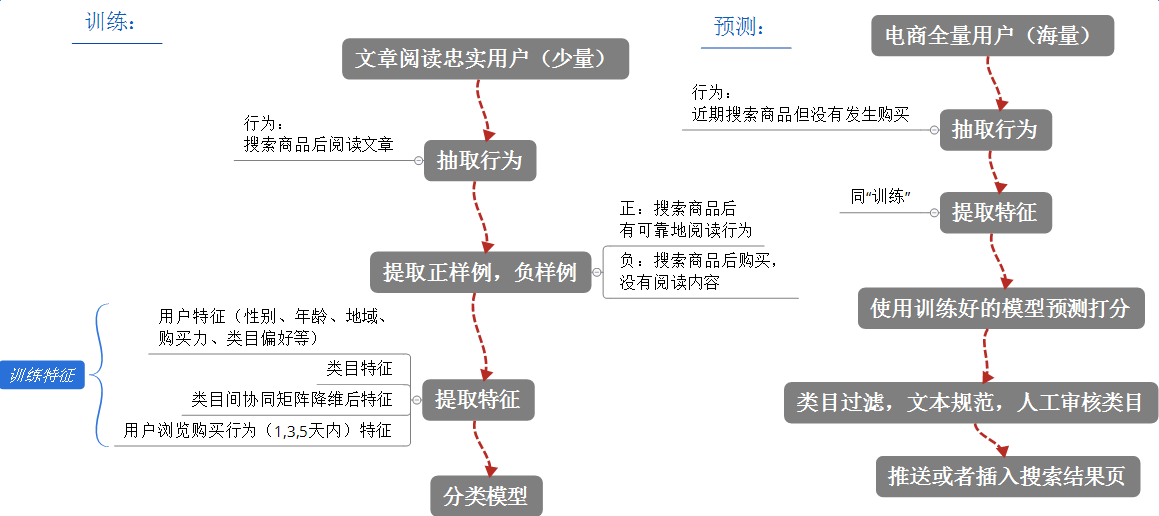 训练：
文章阅读忠实用户（少量）
行为：
搜索商品后阅读文章
抽取行为
提取正样例，负样例
正：搜索商品后
有可靠地阅读行为
负：搜索商品后购买，
没有阅读内容
训练特征
用户特征（性别、年龄、地域、
购买力、类目偏好等）
类目特征
类目间协同矩阵降维后特征
用户浏览购买行为（1,3,5天内）特征
提取特征
分类模型
预测：
电商全量用户（海量）
行为：
近期搜索商品但没有发生购买
抽取行为
同“训练”
提取特征
使用训练好的模型预测打分
类目过滤，文本规范，人工审核类目
推送或者插入搜索结果页